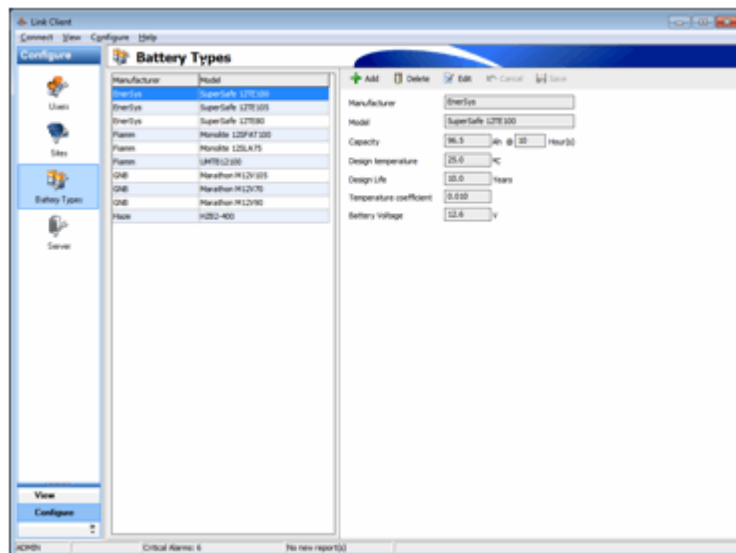 Link Client
Connect View Configure Help
Configure
Battery Types
Users
Sites
Battery Types
Server
View
Configure
Manufacturer Model
EnerSys SuperSafe 12TE100
EnerSys SuperSafe 12TE105
EnerSys SuperSafe 12TE80
Fiamm Monolite 12SFAT100
Fiamm Monolite 12SLA75
Fiamm UMTB12100
GNB Marathon M12V105
GNB Marathon M12V70
GNB Marathon M12V90
Haze HZB2-400
Add Delete Edit Cancel Save
Manufacturer EnerSys
Model SuperSafe 12TE100
Capacity 96.5 Ah @ 10 Hour(s)
Design temperature 25.0 °C
Design Life 10.0 Years
Temperature coefficient 0.010
Battery Voltage 12.6 V
ADMIN Critical Alarms: 6 No new report(s)